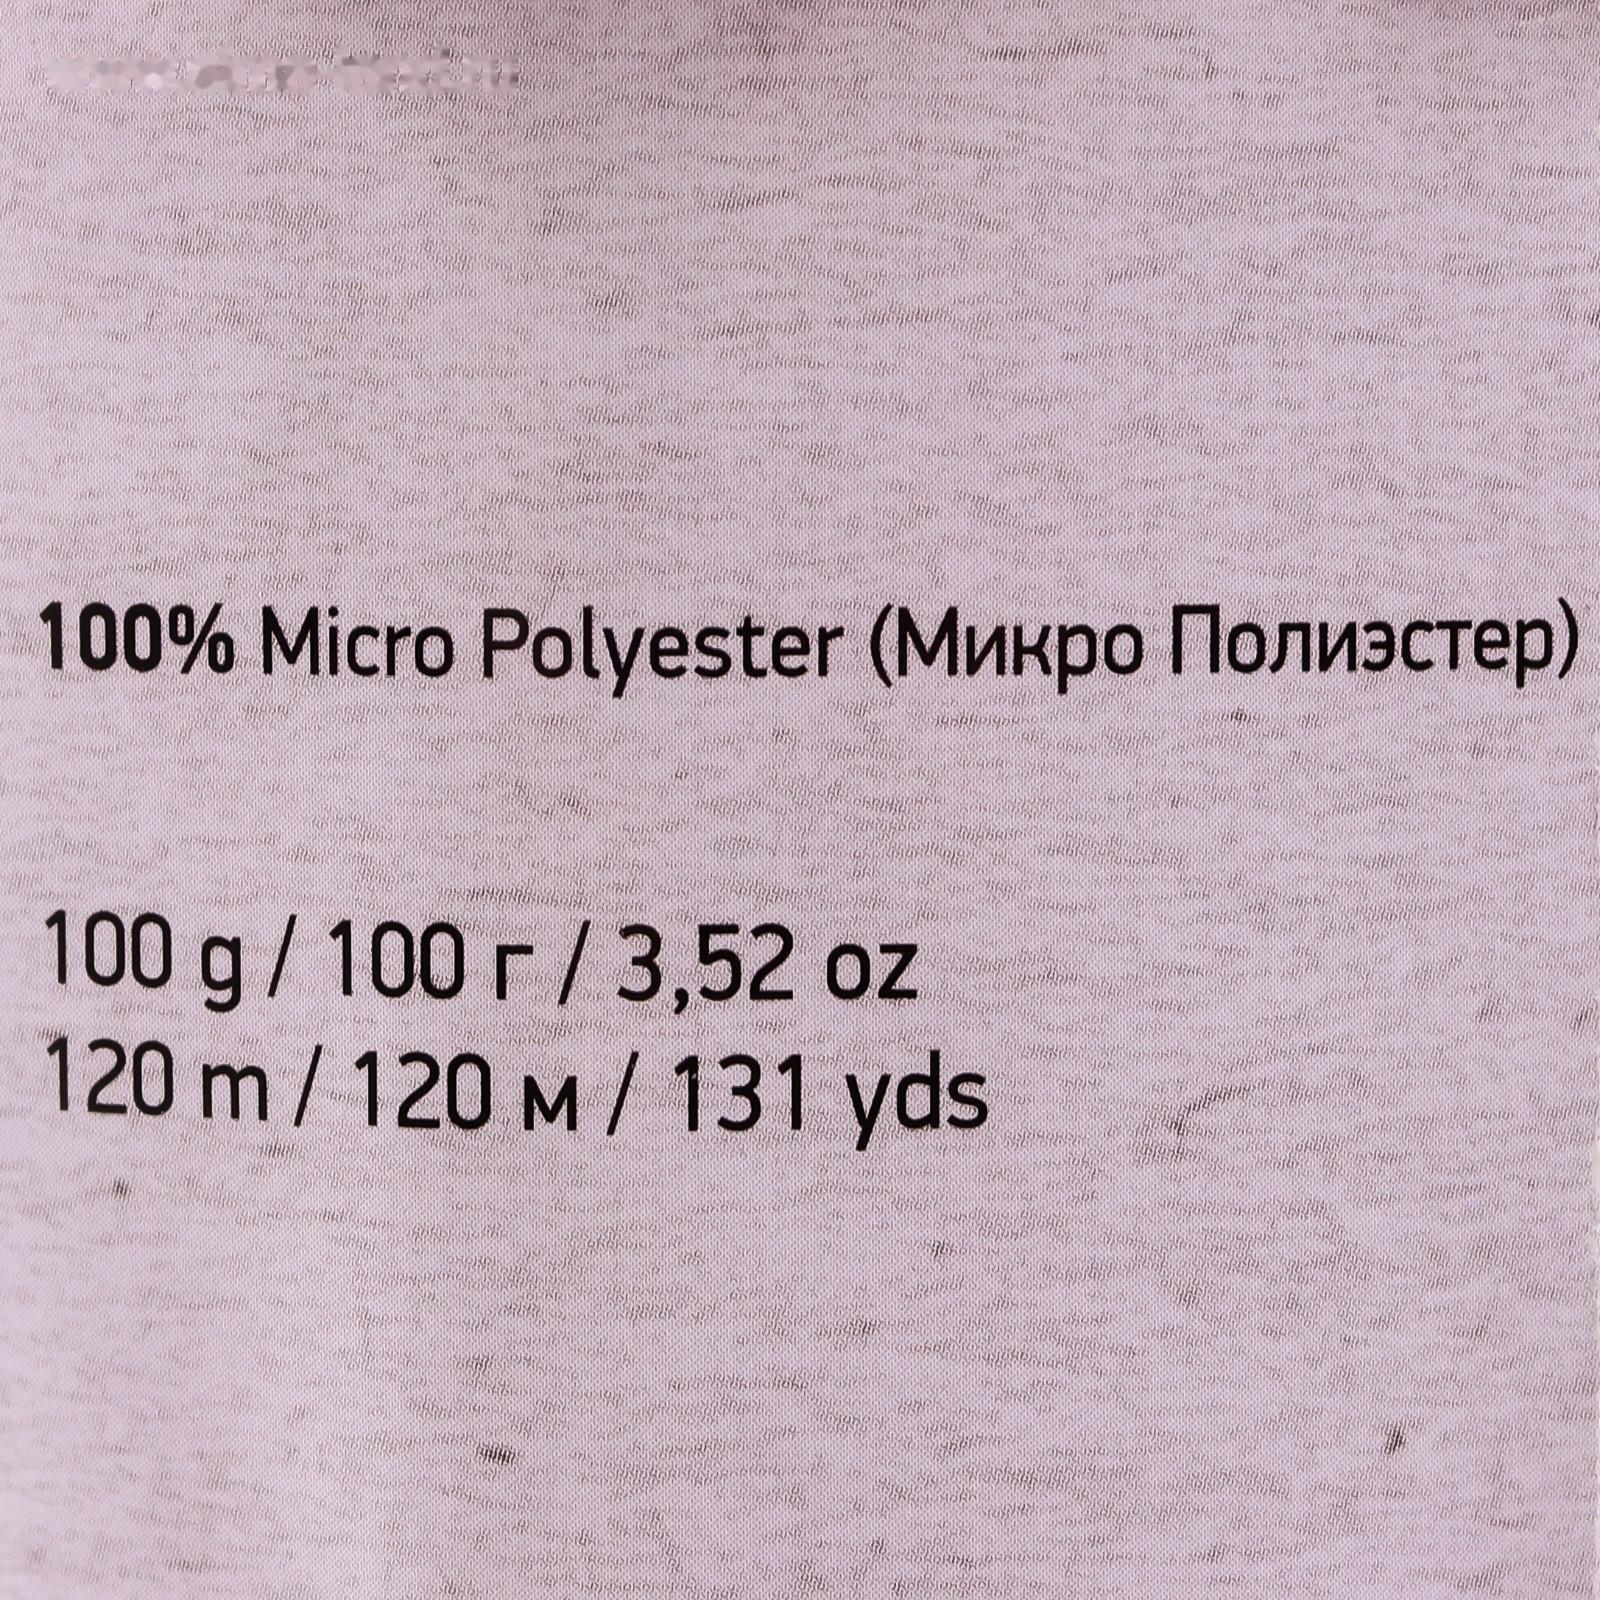 100% Micro Polyester (Микро Полиэстер)
100 g / 100 г / 3,52 oz
120 m / 120 м / 131 yds